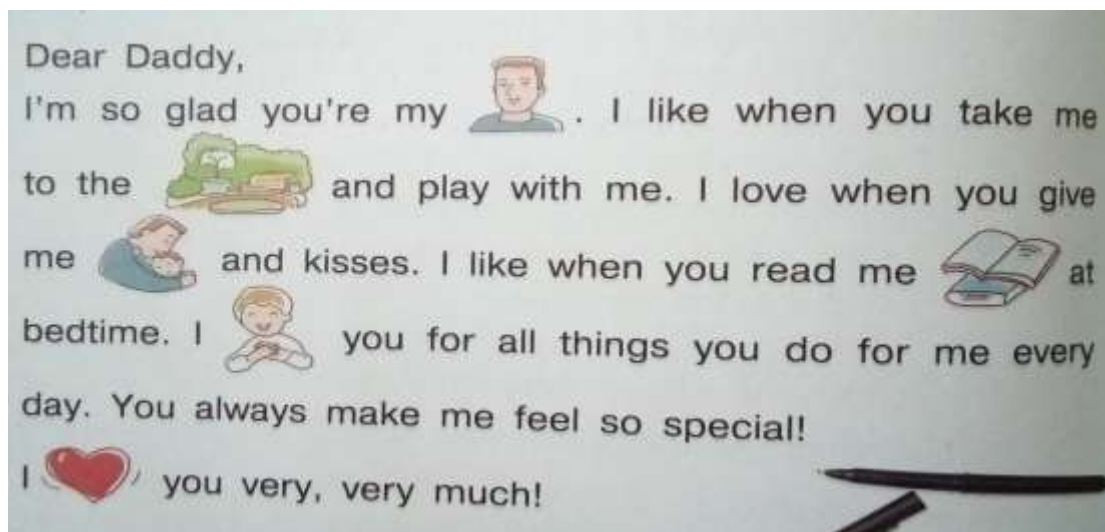 Dear Daddy,
I'm so glad you're my . I like when you take me
to the and play with me. I love when you give
me and kisses. I like when you read me at
bedtime. I you for all things you do for me every
day. You always make me feel so special!
I you very, very much!